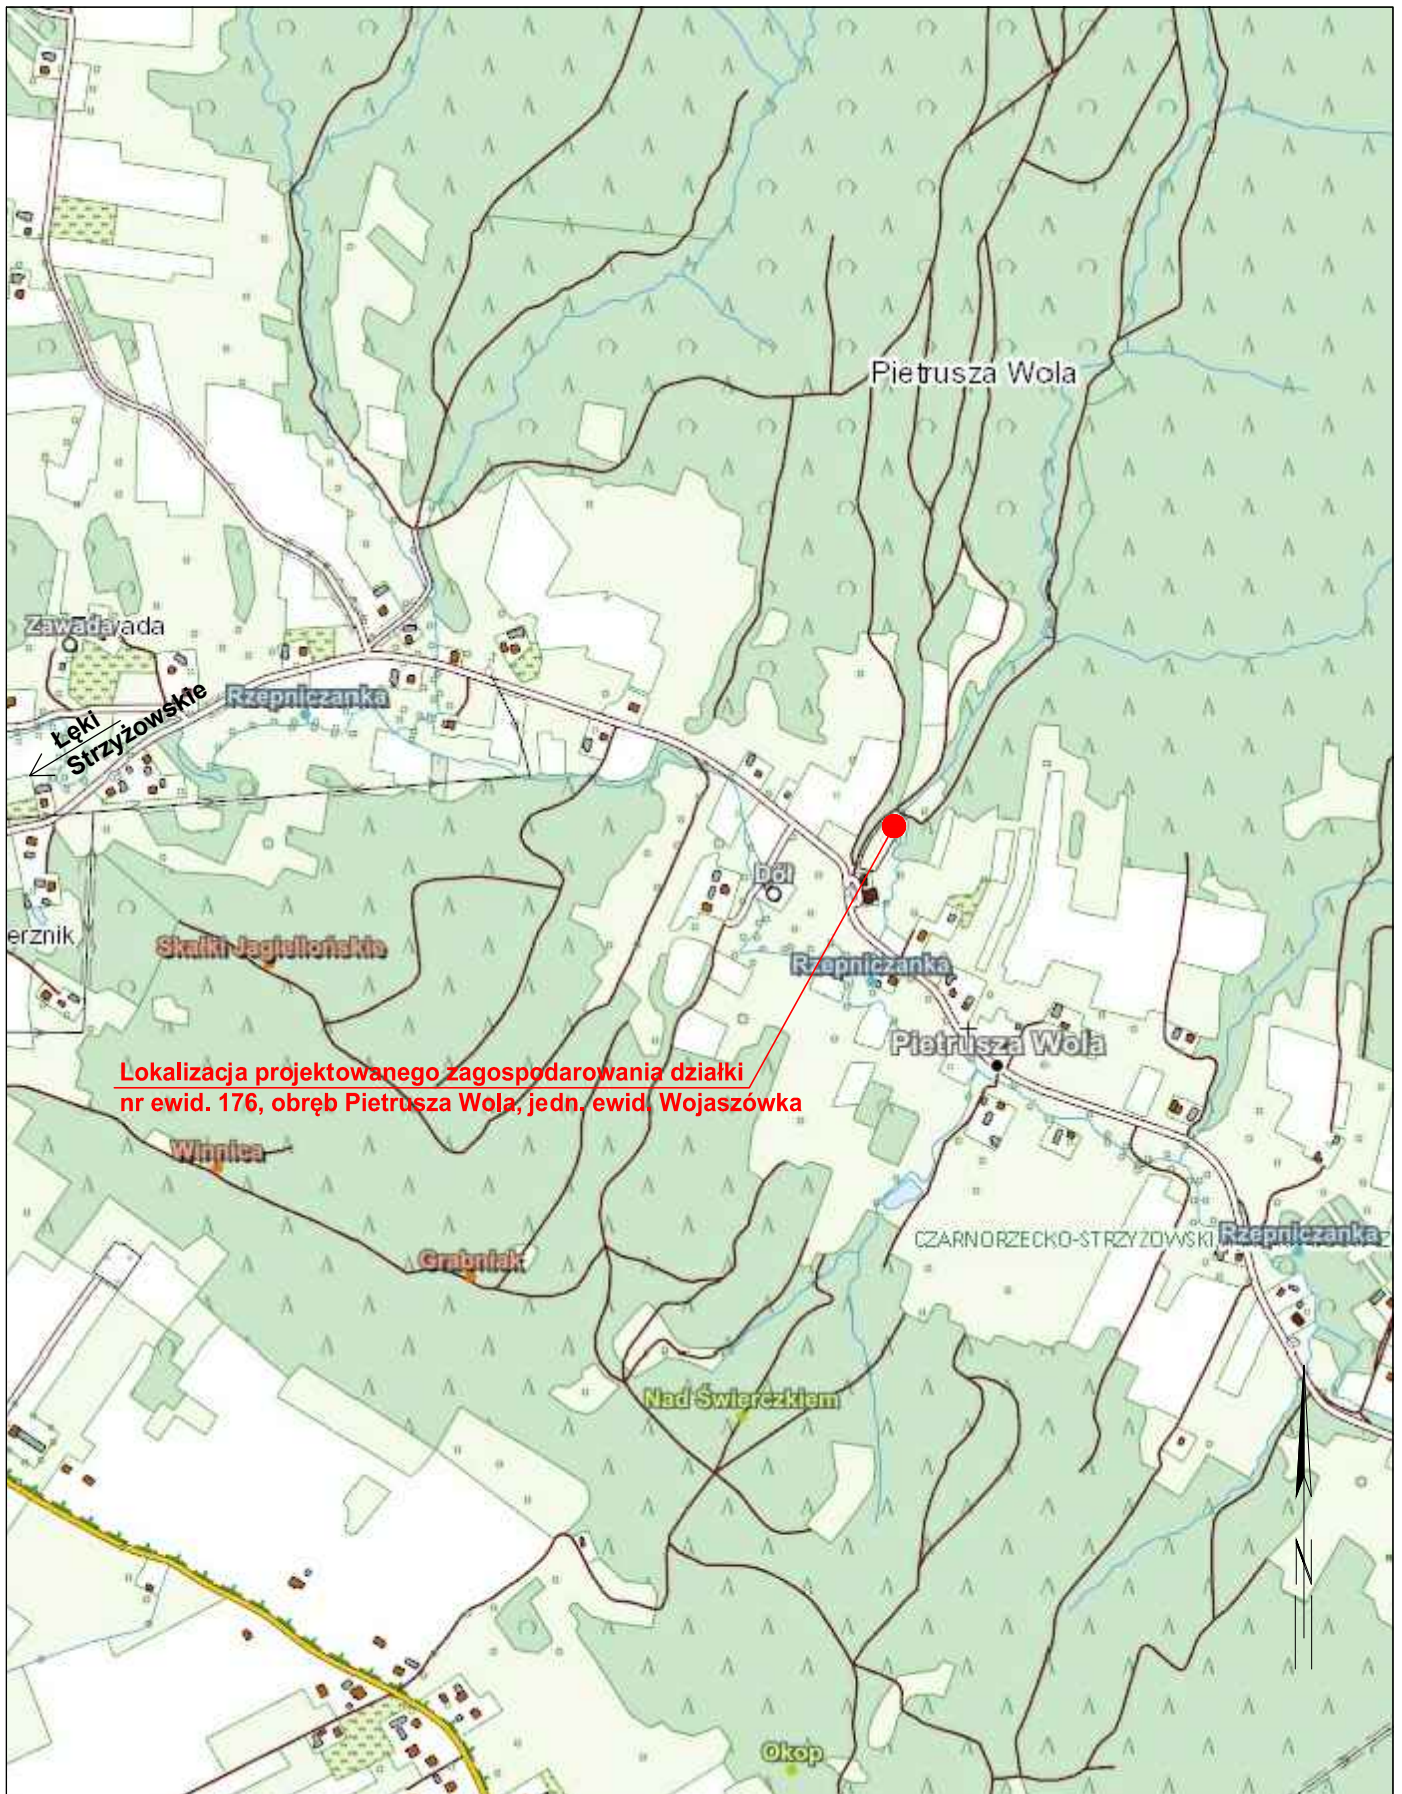 Pietrusza Wola
Zawada
wada
Rzepniczanka
Łęki
Strzyżowskie
Dół
erznik
Skałki Jagiellońskie
Rzepniczanka
Pietrusza Wola
Lokalizacja projektowanego zagospodarowania działki
nr ewid. 176, obręb Pietrusza Wola, jedn. ewid. Wojaszówka
Winnica
CZARNORZECKO-STRZYŻOWSKI
Rzepniczanka
Grabniak
Nad Świerczkiem
N
Okop